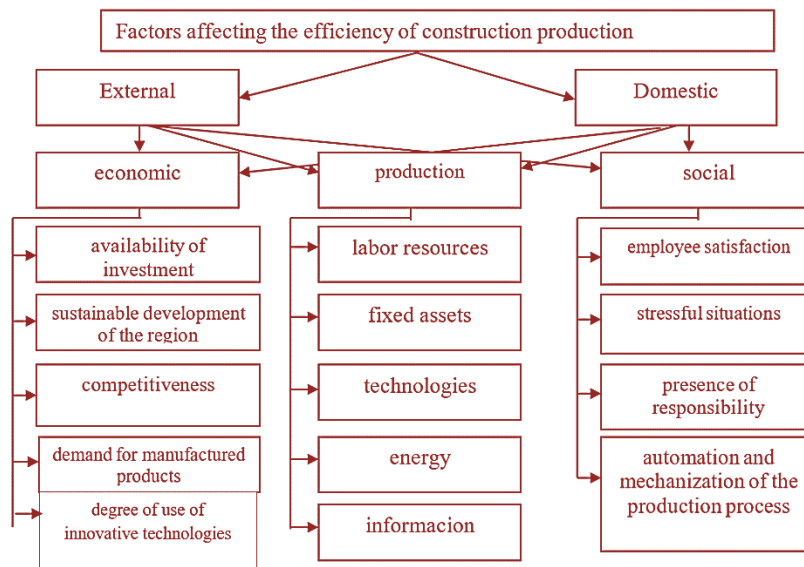 Factors affecting the efficiency of construction production
External
Domestic
economic
production
social
availability of
investment
sustainable development
of the region
competitiveness
demand for manufactured
products
degree of use of
innovative technologies
labor resources
fixed assets
technologies
energy
informacion
employee satisfaction
stressful situations
presence of
responsibility
automation and
mechanization of the
production process